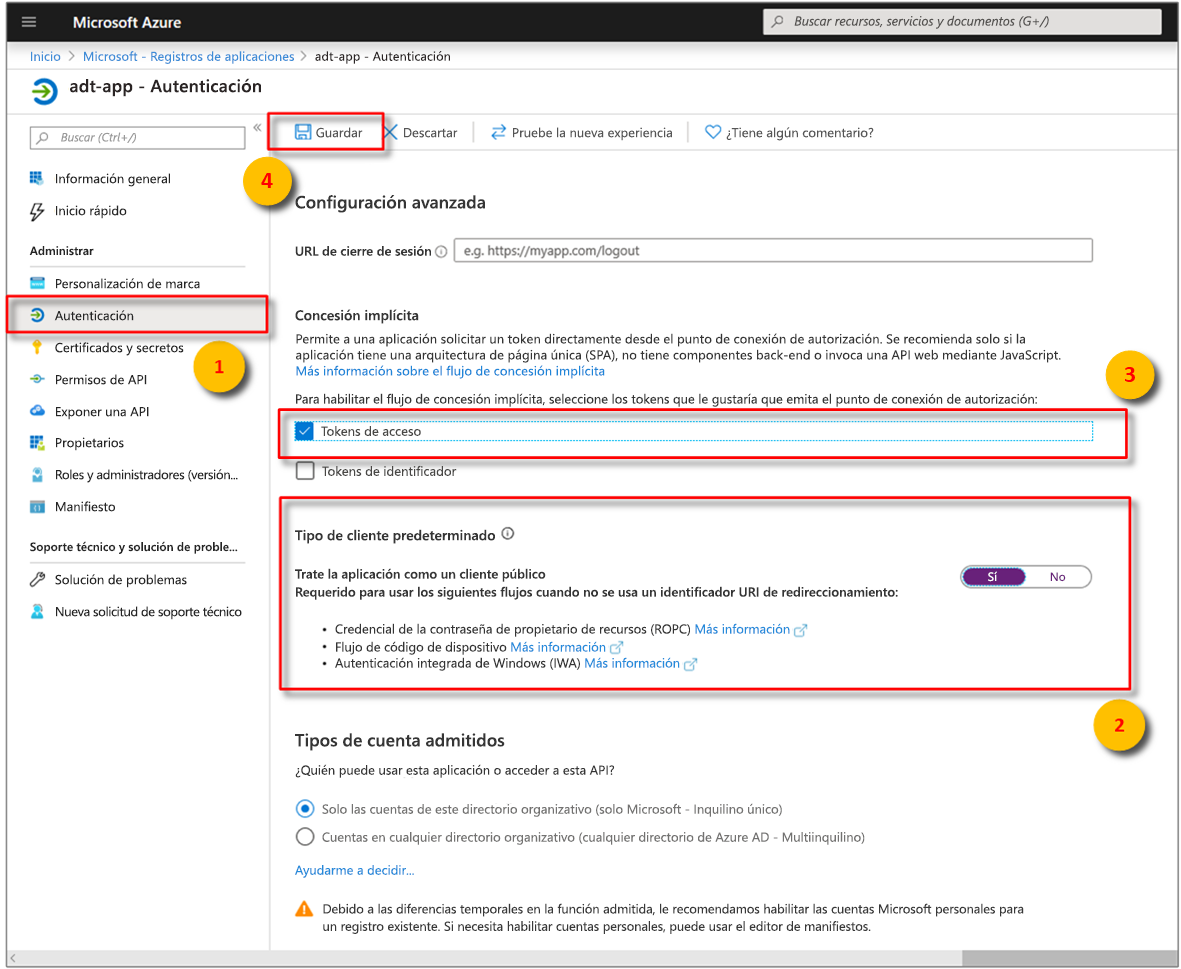 Microsoft Azure
Buscar recursos, servicios y documentos (G+/)
Inicio > Microsoft - Registros de aplicaciones > adt-app - Autenticación
adt-app - Autenticación
Buscar (Ctrl+/)
«
Información general
Inicio rápido
Administrar
Personalización de marca
Autenticación
1
Certificados y secretos
Permisos de API
Exponer una API
Propietarios
Roles y administradores (versión...
Manifiesto
Soporte técnico y solución de proble...
Solución de problemas
Nueva solicitud de soporte técnico
Guardar
Descartar
Pruebe la nueva experiencia
¿Tiene algún comentario?
4
Configuración avanzada
URL de cierre de sesión
e.g. https://myapp.com/logout
Concesión implícita
Permite a una aplicación solicitar un token directamente desde el punto de conexión de autorización. Se recomienda solo si la
aplicación tiene una arquitectura de página única (SPA), no tiene componentes back-end o invoca una API web mediante JavaScript.
Más información sobre el flujo de concesión implícita
3
Para habilitar el flujo de concesión implícita, seleccione los tokens que le gustaría que emita el punto de conexión de autorización:
Tokens de acceso
Tokens de identificador
Tipo de cliente predeterminado
Trate la aplicación como un cliente público
Sí No
Requerido para usar los siguientes flujos cuando no se usa un identificador URI de redireccionamiento:
• Credencial de la contraseña de propietario de recursos (ROPC) Más información
• Flujo de código de dispositivo Más información
• Autenticación integrada de Windows (IWA) Más información
2
Tipos de cuenta admitidos
¿Quién puede usar esta aplicación o acceder a esta API?
Solo las cuentas de este directorio organizativo (solo Microsoft - Inquilino único)
Cuentas en cualquier directorio organizativo (cualquier directorio de Azure AD - Multiinquilino)
Ayudarme a decidir...
Debido a las diferencias temporales en la función admitida, le recomendamos habilitar las cuentas Microsoft personales para
un registro existente. Si necesita habilitar cuentas personales, puede usar el editor de manifiestos.